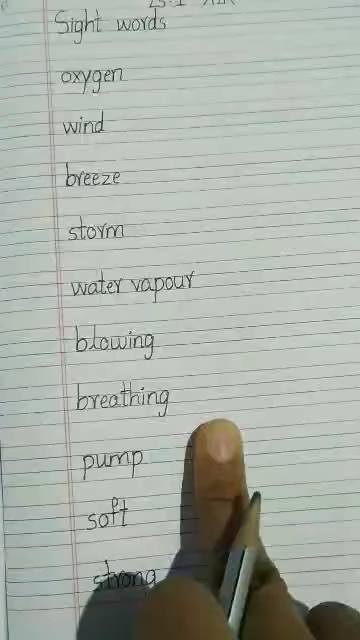 Sight words
oxygen
wind
breeze
storm
water vapour
blowing
breathing
pump
soft
strong